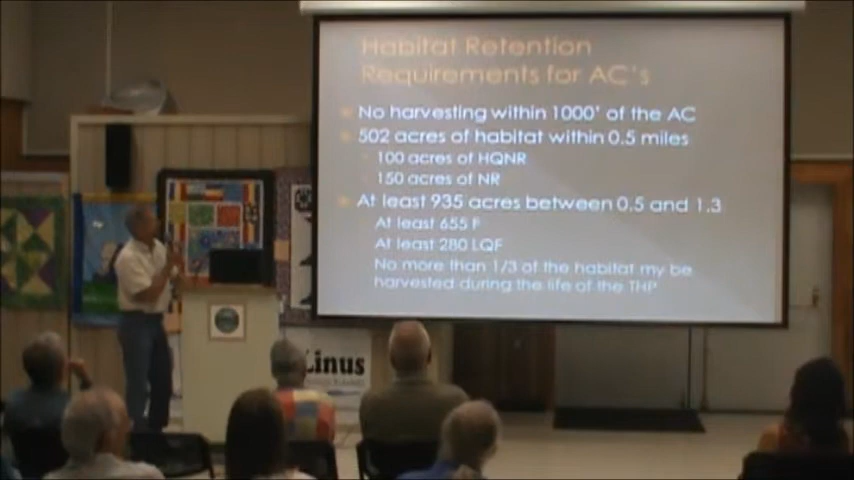 Habitat Retention
Requirements for AC's
No harvesting within 1000' of the AC
502 acres of habitat within 0.5 miles
100 acres of HQNR
150 acres of NR
At least 935 acres between 0.5 and 1.3
At least 655 F
At least 280 LQF
No more than 1/3 of the habitat my be
harvested during the life of the THP
Linus